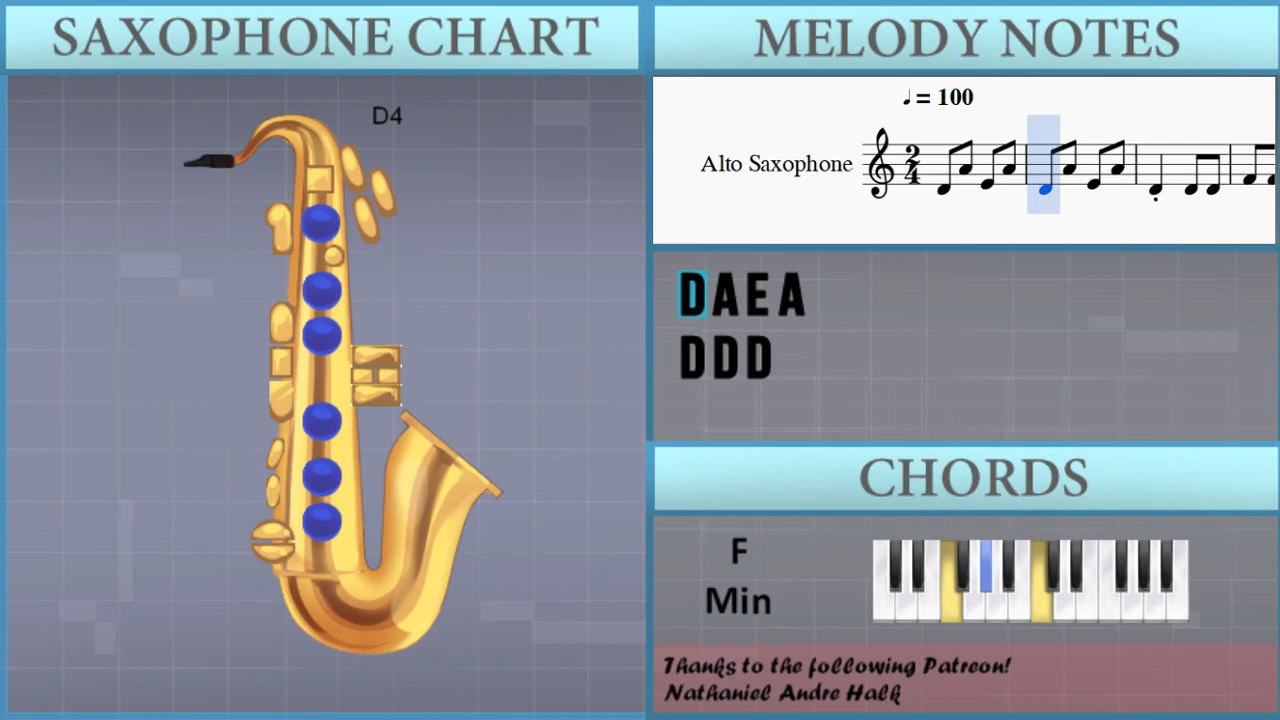 SAXOPHONE CHART
D4
MELODY NOTES
♩ = 100
Alto Saxophone
2
4
DAEA
DDD
CHORDS
F
Min
Thanks to the following Patreon!
Nathaniel Andre Halk